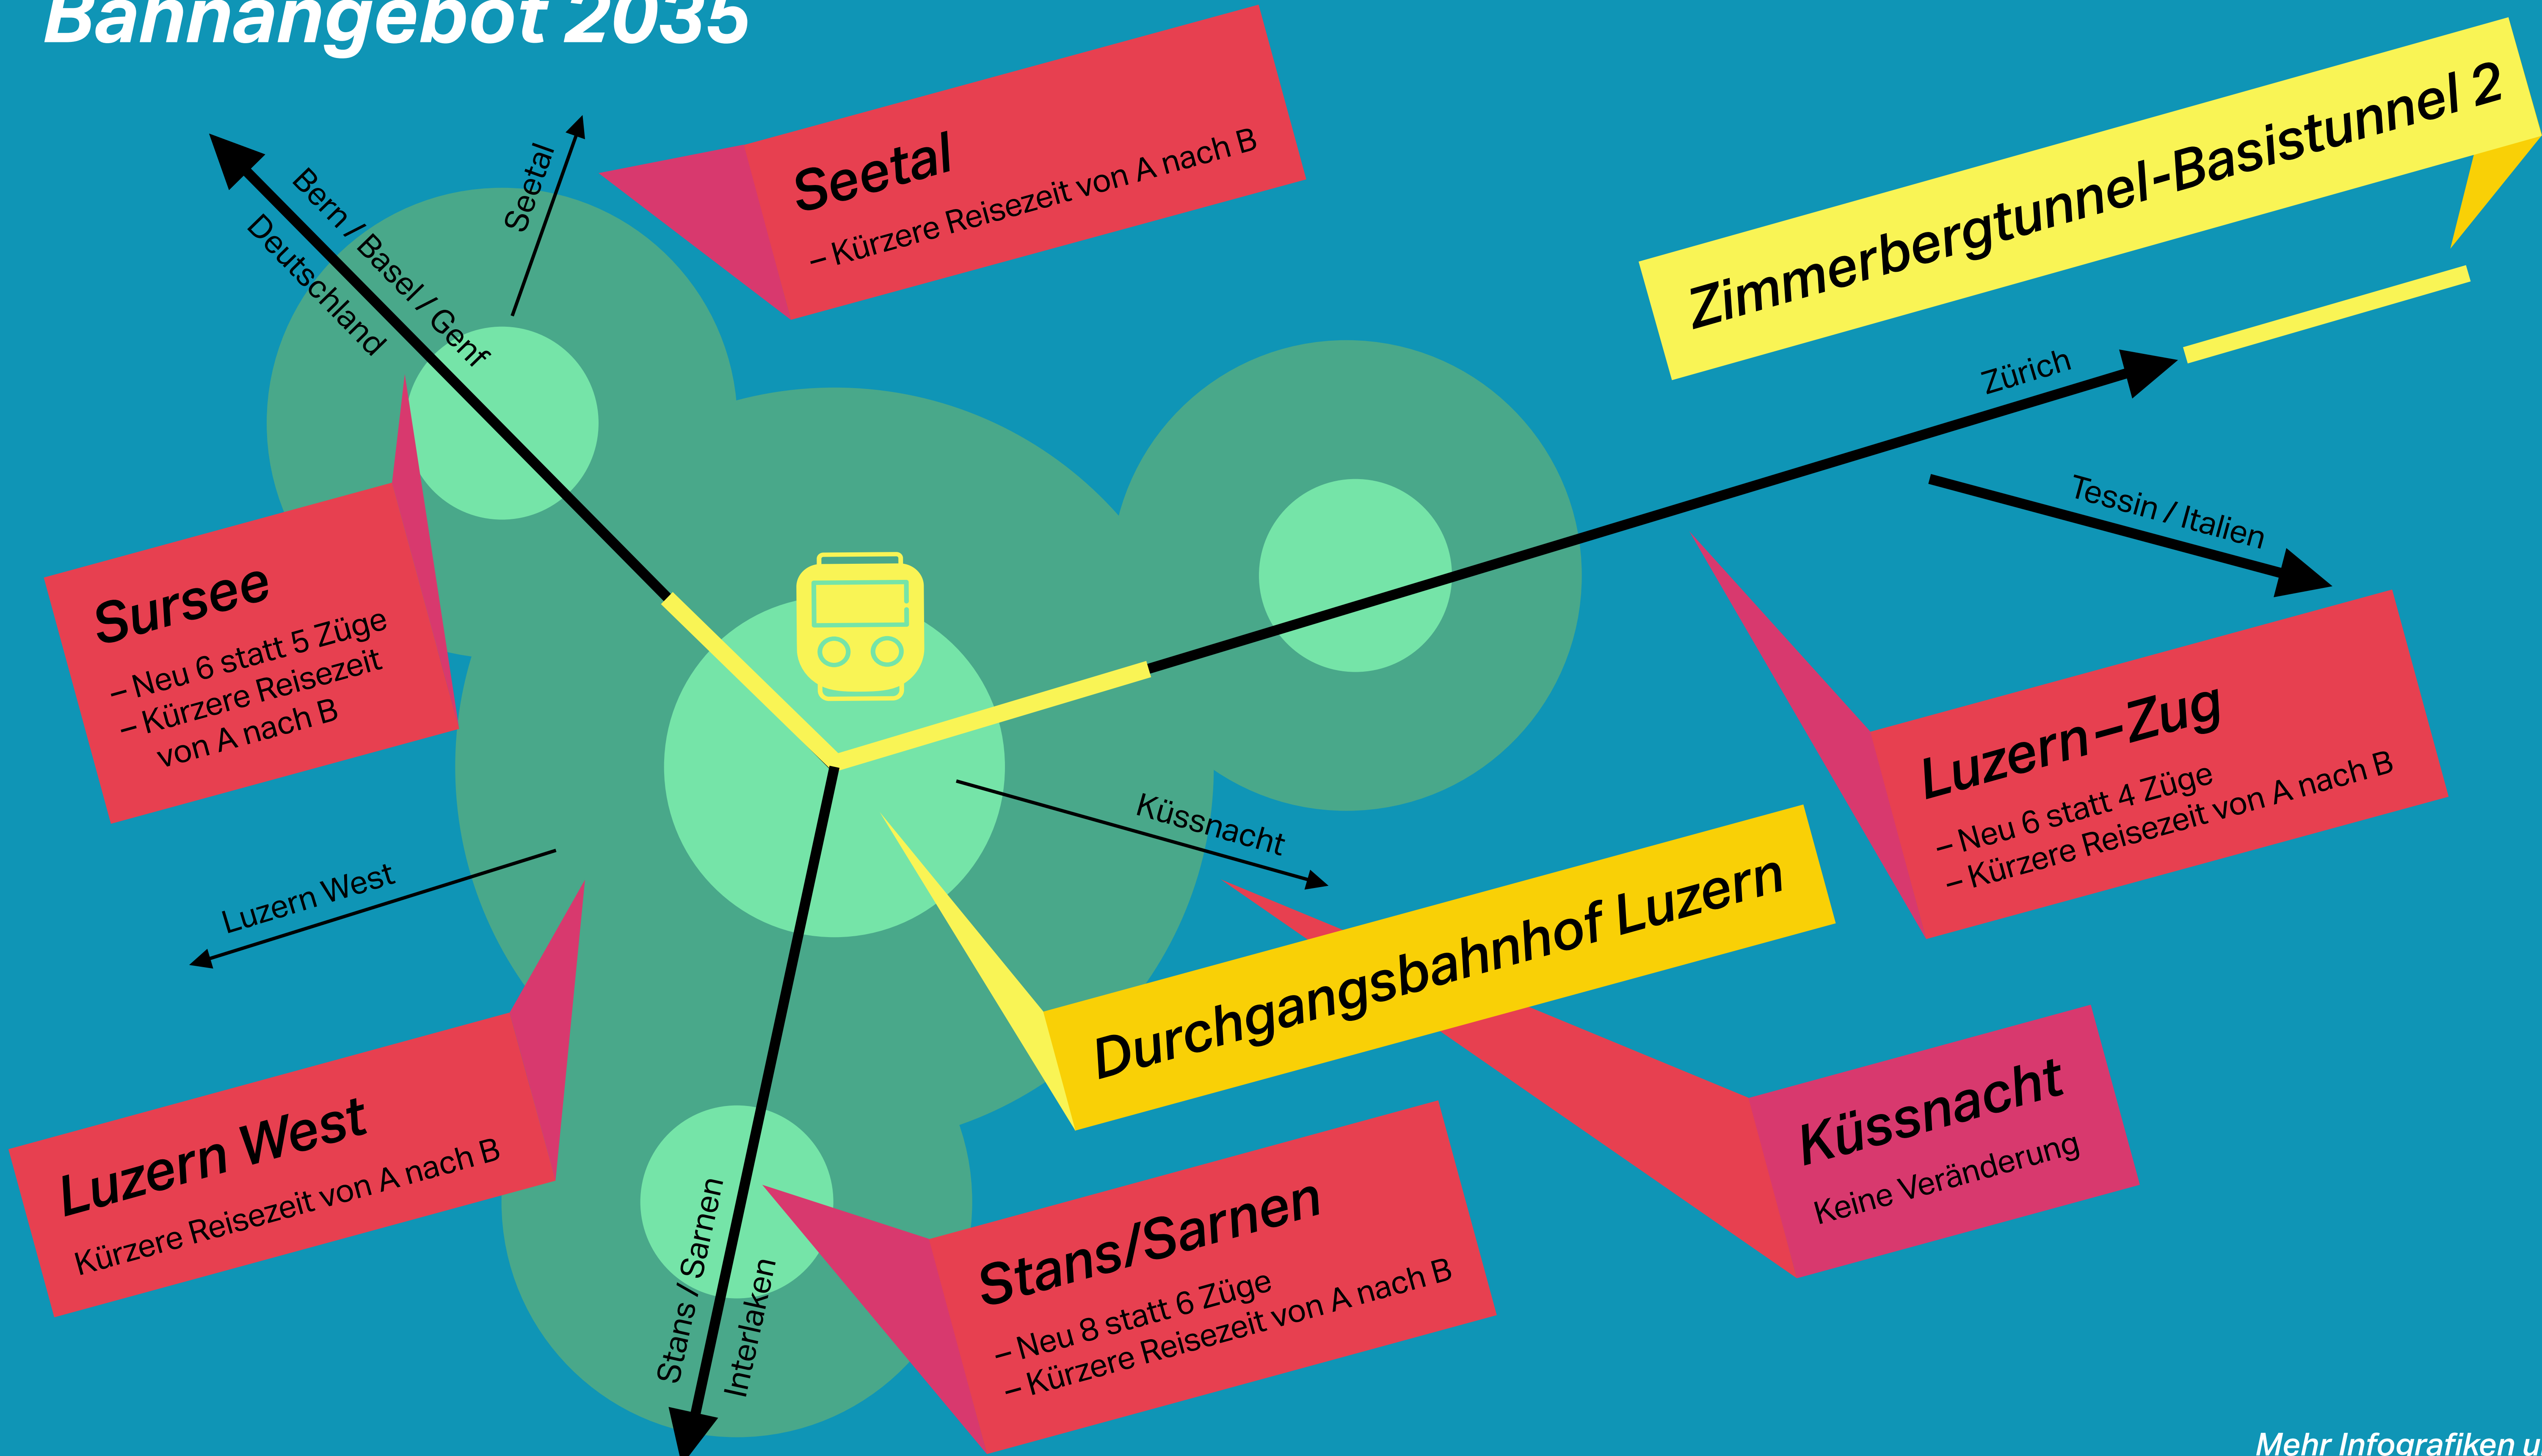 Bahnangebot 2035
Bern / Basel / Genf
Deutschland
Seetal
Seetal
– Kürzere Reisezeit von A nach B
Zimmerbergtunnel-Basistunnel 2
Zürich
Tessin / Italien
Sursee
– Neu 6 statt 5 Züge
– Kürzere Reisezeit
von A nach B
Luzern–Zug
– Neu 6 statt 4 Züge
– Kürzere Reisezeit von A nach B
Küssnacht
Luzern West
Durchgangsbahnhof Luzern
Luzern West
Kürzere Reisezeit von A nach B
Küssnacht
Keine Veränderung
Stans / Sarnen
Interlaken
Stans/Sarnen
– Neu 8 statt 6 Züge
– Kürzere Reisezeit von A nach B
Mehr Infografiken u